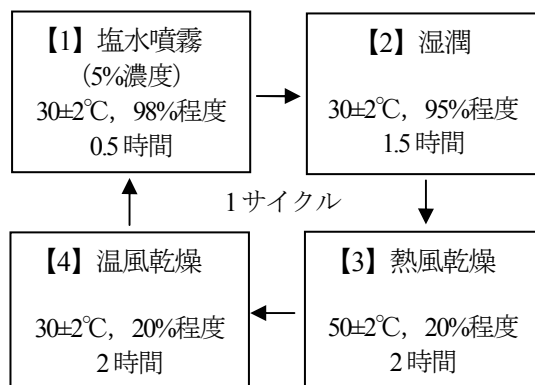 【1】塩水噴霧
（5%濃度）
30±2℃，98%程度
0.5時間
【2】湿潤
30±2℃，95%程度
1.5時間
1サイクル
【4】温風乾燥
30±2℃，20%程度
2時間
【3】熱風乾燥
50±2℃，20%程度
2時間